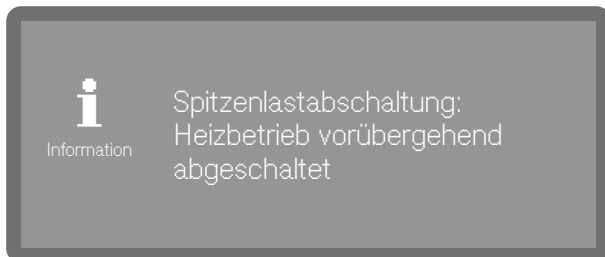 Information
Spitzenlastabschaltung:
Heizbetrieb vorübergehend
abgeschaltet